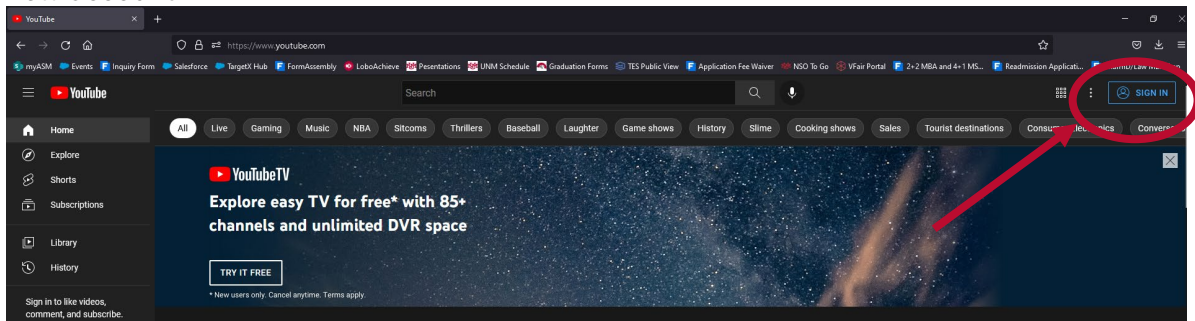 YouTube
https://www.youtube.com
myASM Events Inquiry Form Salesforce TargetX Hub FormAssembly LoboAchieve Pesentations UNM Schedule Graduation Forms TES Public View Application Fee Waiver NSO To Go VFair Portal 2+2 MBA and 4+1 MS... Readmission Applicati...
YouTube Search SIGN IN
Home All Live Gaming Music NBA Sitcoms Thrillers Baseball Laughter Game shows History Slime Cooking shows Sales Tourist destinations
Explore
Shorts
Subscriptions
Library
History
Sign in to like videos,
comment, and subscribe.
YouTubeTV
Explore easy TV for free* with 85+
channels and unlimited DVR space
TRY IT FREE
* New users only. Cancel anytime. Terms apply.